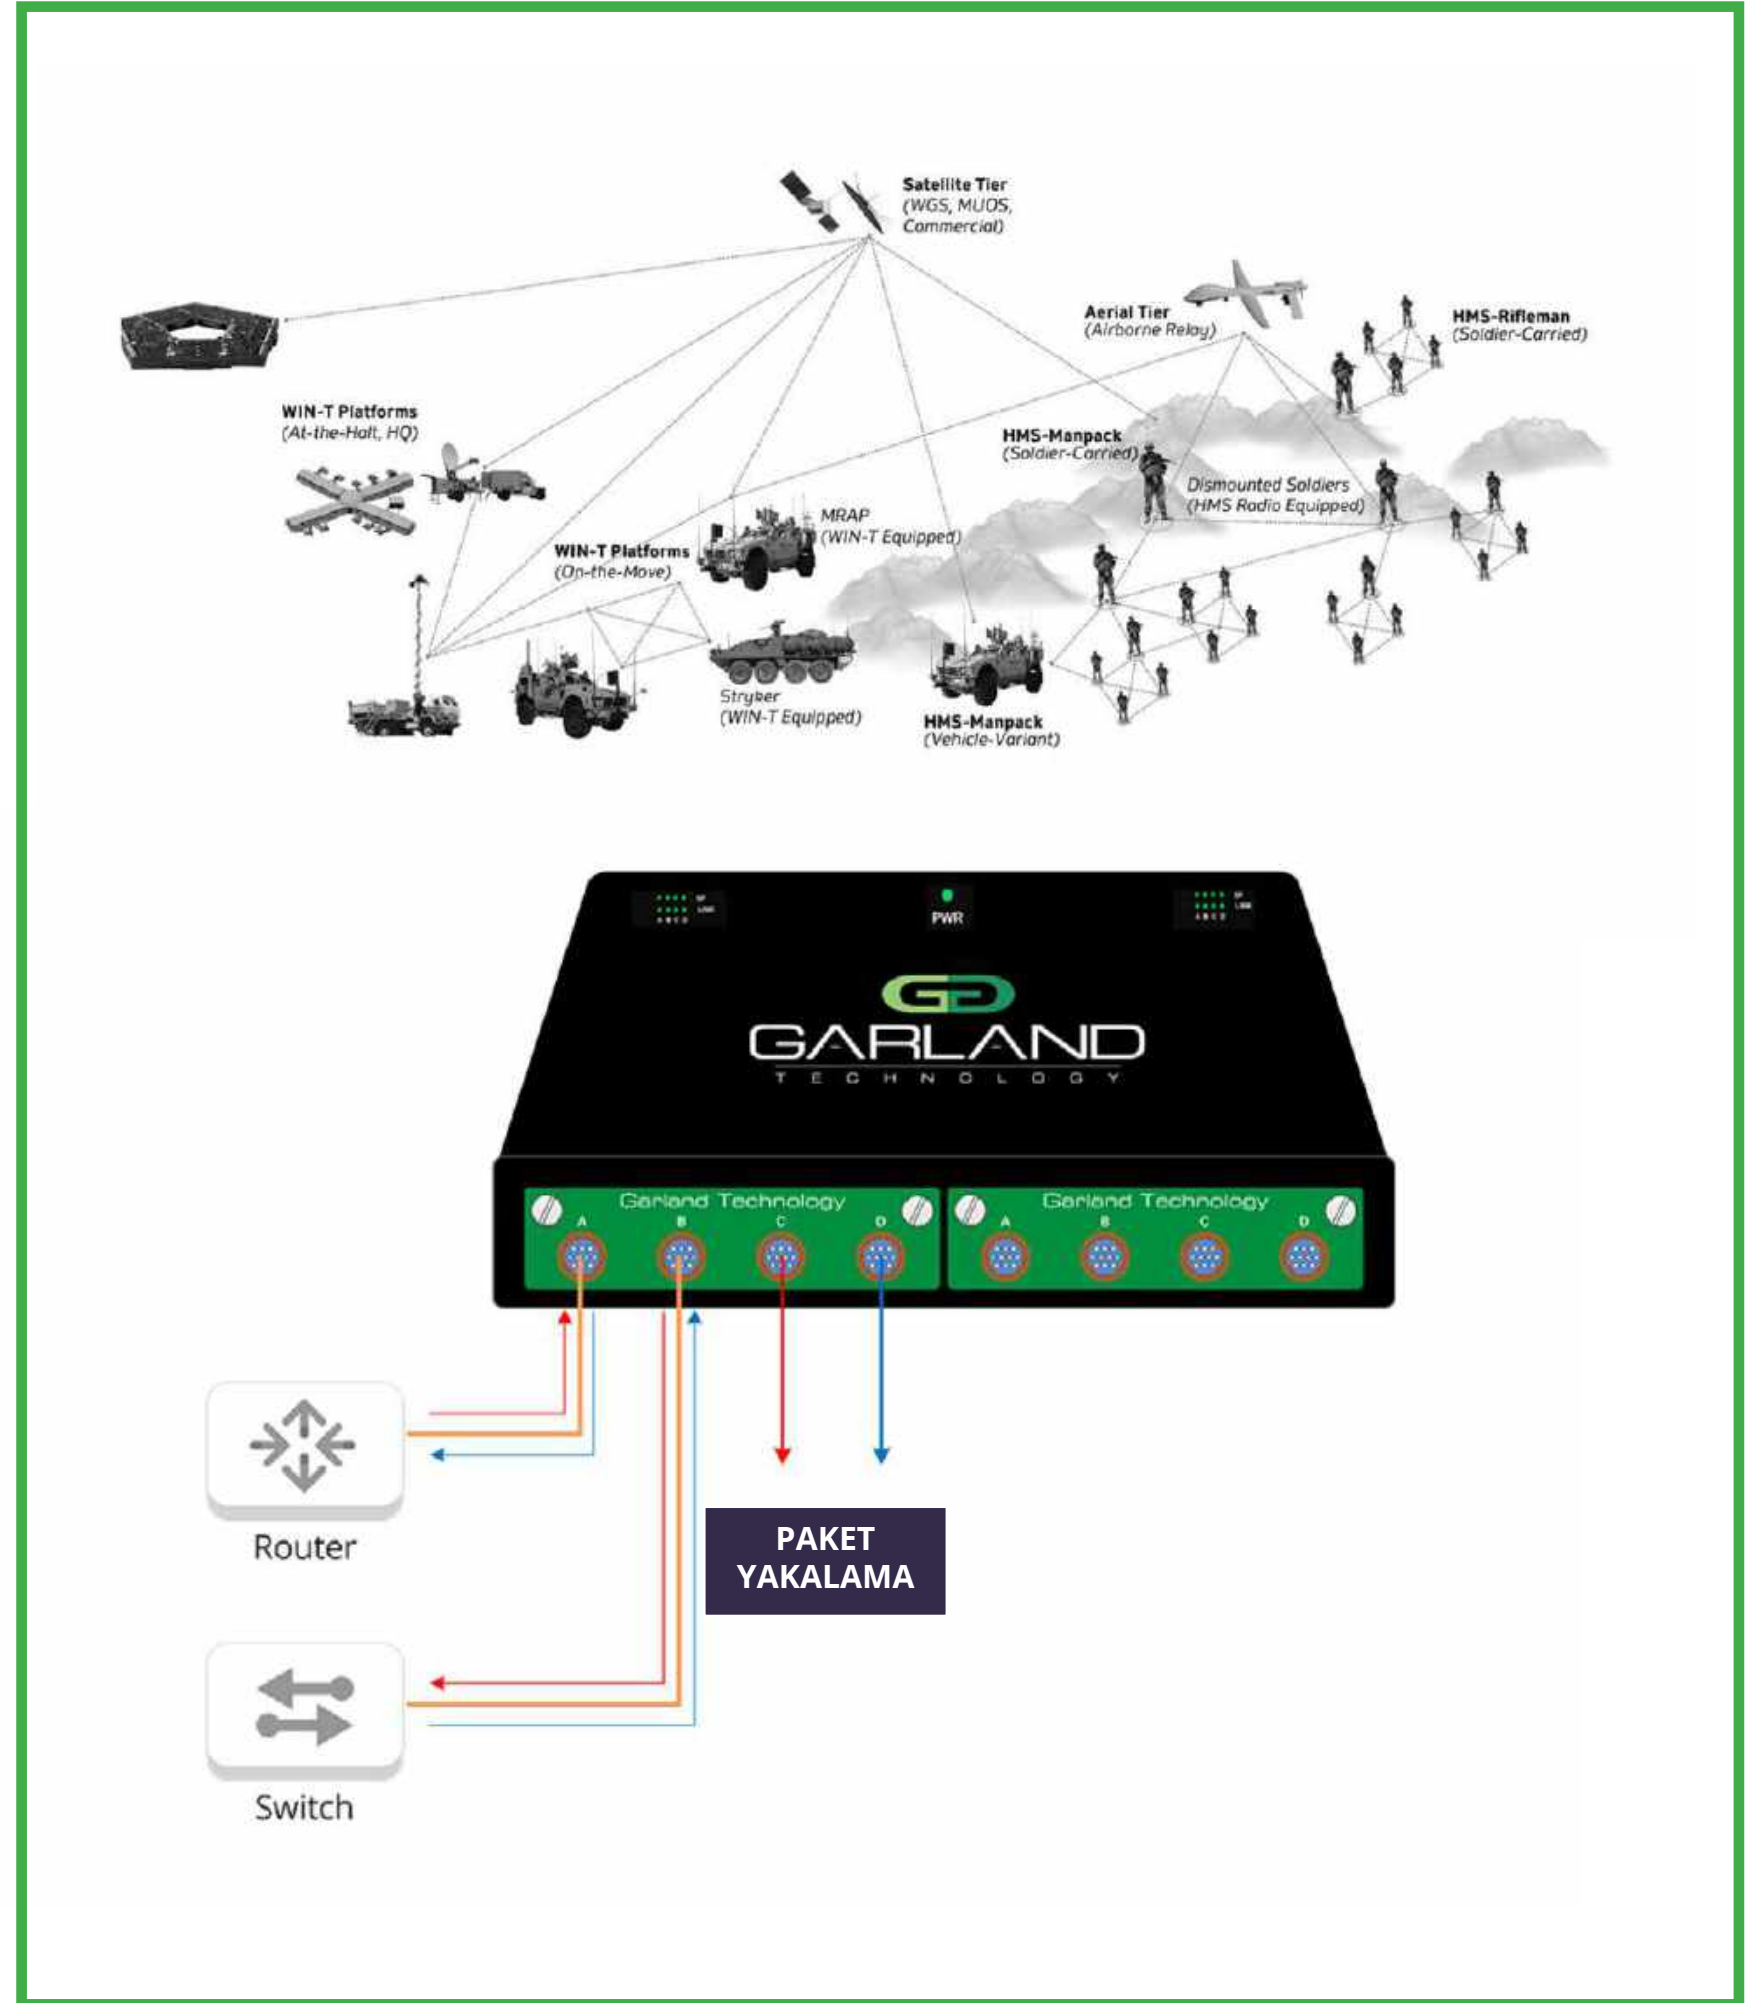 Satellite Tier
(WGS, MUOS,
Commercial)
Aerial Tier
(Airborne Relay)
HMS-Rifleman
(Soldier-Carried)
WIN-T Platforms
(At-the-Halt, HQ)
HMS-Manpack
(Soldier-Carried)
Dismounted Soldiers
(HMS Radio Equipped)
MRAP
(WIN-T Equipped)
WIN-T Platforms
(On-the-Move)
Stryker
(WIN-T Equipped)
HMS-Manpack
(Vehicle-Variant)
PWR
LINK
A B C D
LINK
A B C D
GARLAND
TECHNOLOGY
Garland Technology
A B C D
Garland Technology
A B C D
Router
PAKET
YAKALAMA
Switch